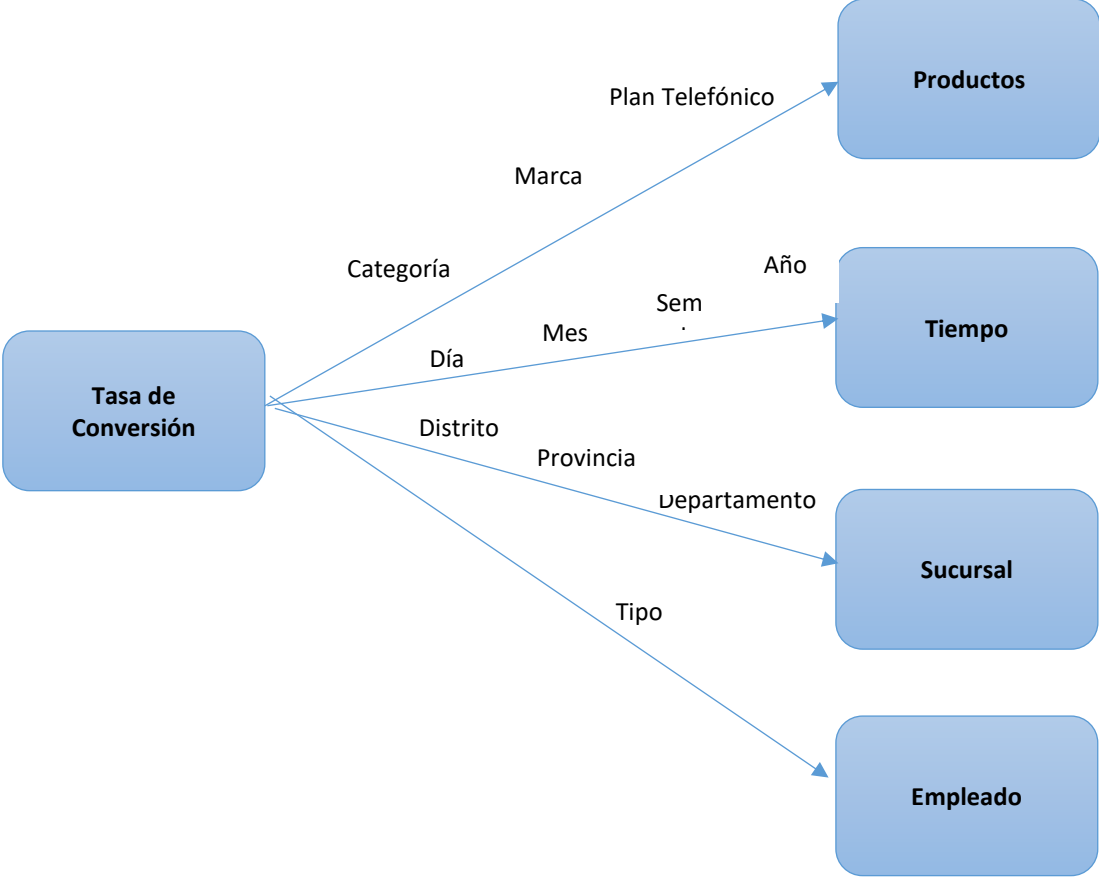 Productos
Plan Telefónico
Marca
Categoría
Año
Sem
Mes
Tiempo
Día
Tasa de
Conversión
Distrito
Provincia
Departamento
Sucursal
Tipo
Empleado